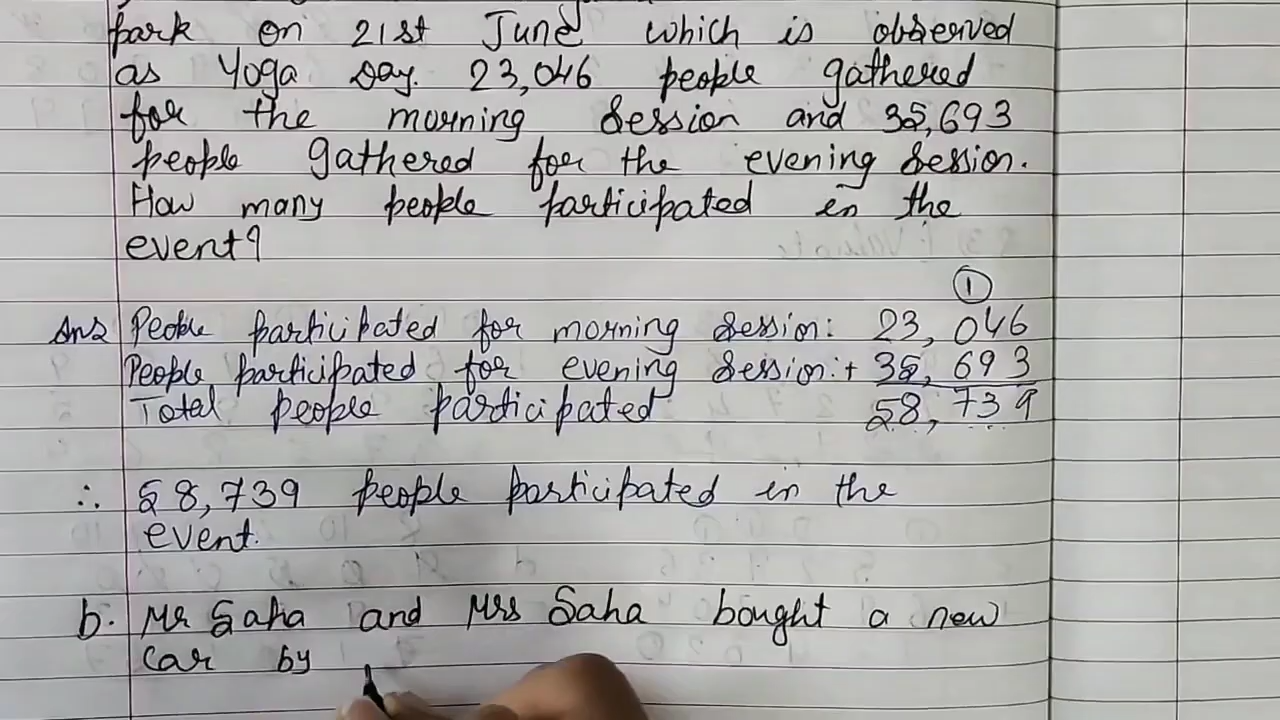 park on 21st June which is observed
as Yoga Day. 23,046 people gathered
for the morning session and 35,693
people gathered for the evening session.
How many people participated in the
event?
①
Ans People participated for morning session: 23,046
People participated for evening session: + 35,693
Total people participated 58,739
∴ 58,739 people participated in the
event.
b. Mr Saha and Mrs Saha bought a new
car by